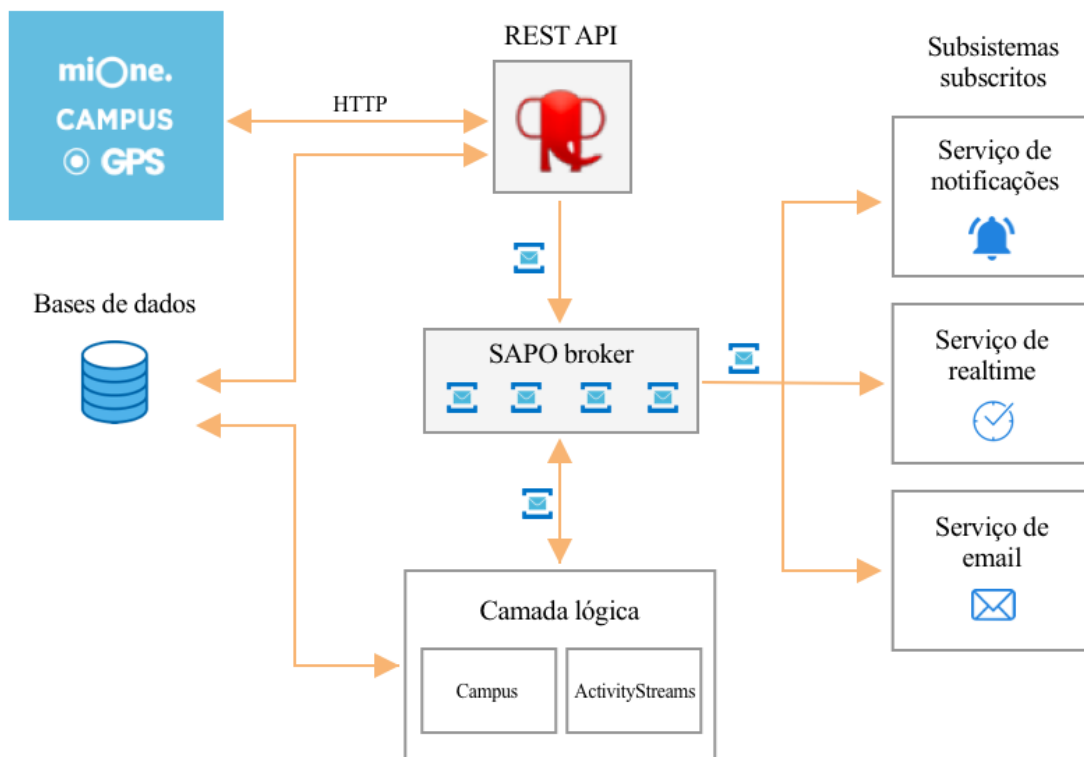 miOne.
CAMPUS
GPS
HTTP
REST API
Subsistemas
subscritos
Serviço de
notificações
Bases de dados
SAPO broker
Serviço de
realtime
Serviço de
email
Camada lógica
Campus
ActivityStreams